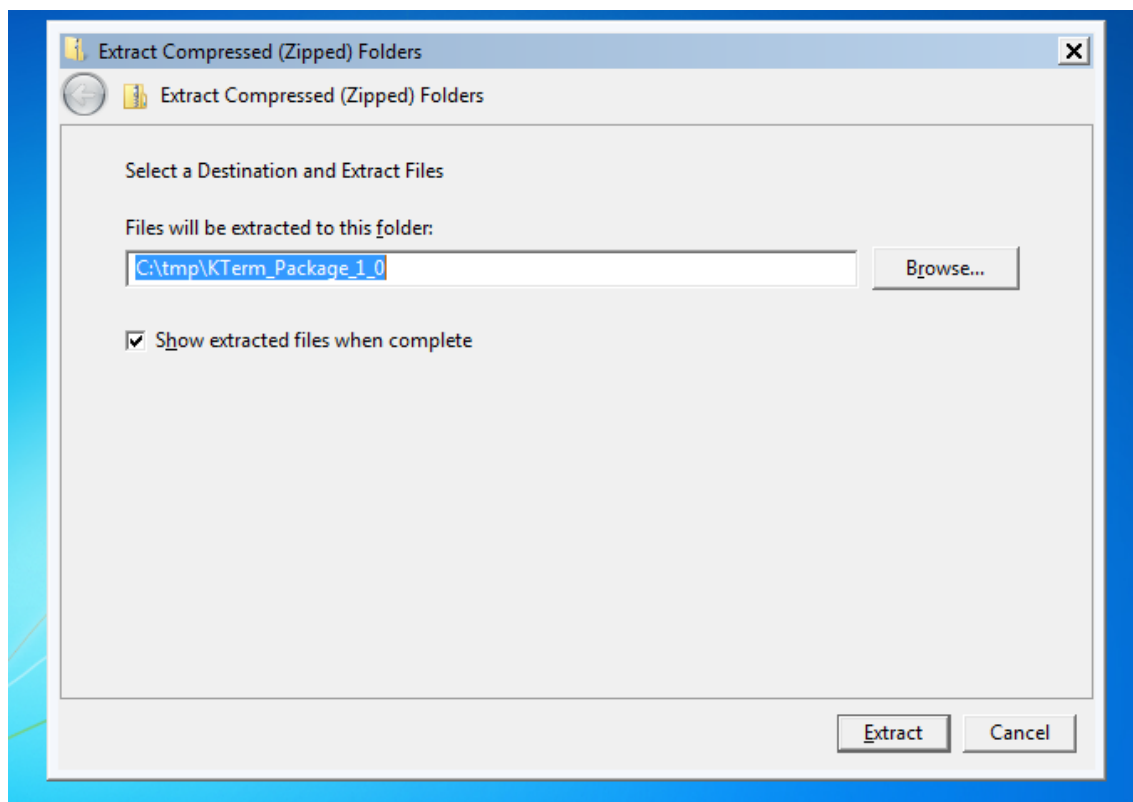 Extract Compressed (Zipped) Folders
Extract Compressed (Zipped) Folders
Select a Destination and Extract Files
Files will be extracted to this folder:
C:\tmp\KTerm_Package_1_0
Browse...
Show extracted files when complete
Extract
Cancel